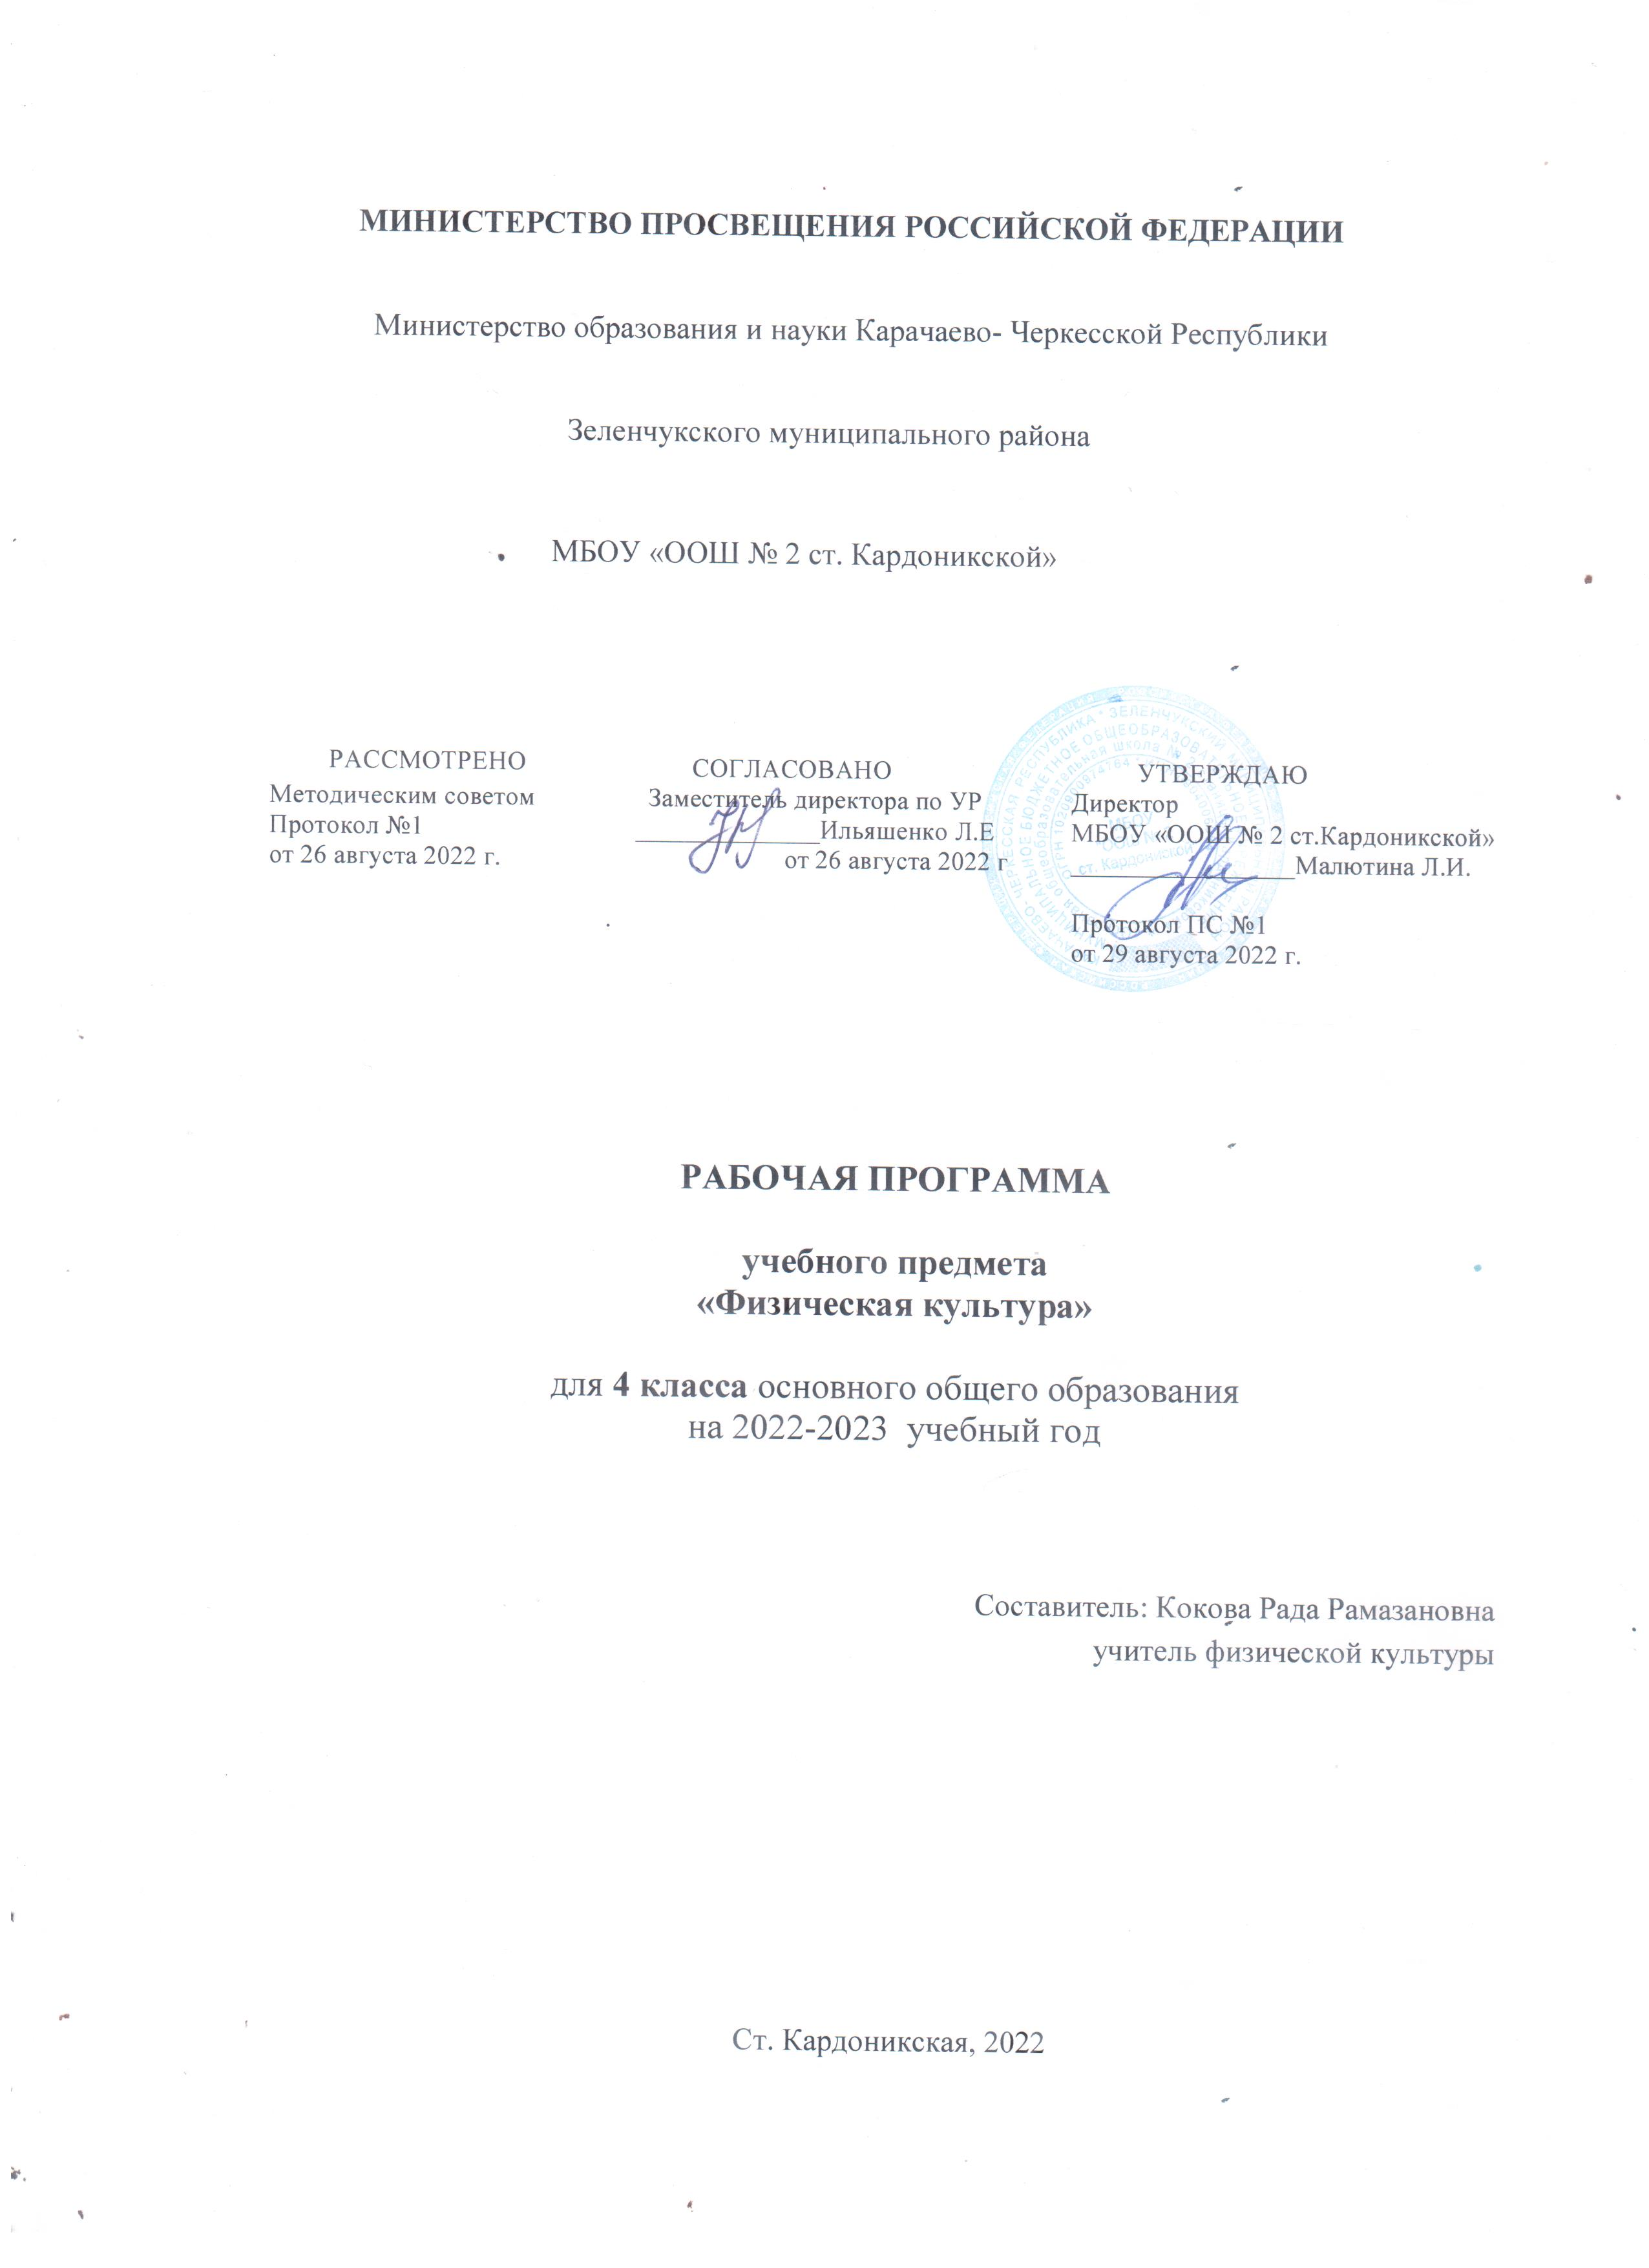 МИНИСТЕРСТВО ПРОСВЕЩЕНИЯ РОССИЙСКОЙ ФЕДЕРАЦИИ
Министерство образования и науки Карачаево- Черкесской Республики
Зеленчукского муниципального района
МБОУ «ООШ № 2 ст. Кардоникской»
РАССМОТРЕНО
Методическим советом
Протокол №1
от 26 августа 2022 г.
СОГЛАСОВАНО
Заместитель директора по УР
______________Ильяшенко Л.Е
от 26 августа 2022 г
УТВЕРЖДАЮ
Директор
МБОУ «ООШ № 2 ст.Кардоникской»
_________________Малютина Л.И.
Протокол ПС №1
от 29 августа 2022 г.
РАБОЧАЯ ПРОГРАММА
учебного предмета
«Физическая культура»
для 4 класса основного общего образования
на 2022-2023 учебный год
Составитель: Кокова Рада Рамазановна
учитель физической культуры
Ст. Кардоникская, 2022